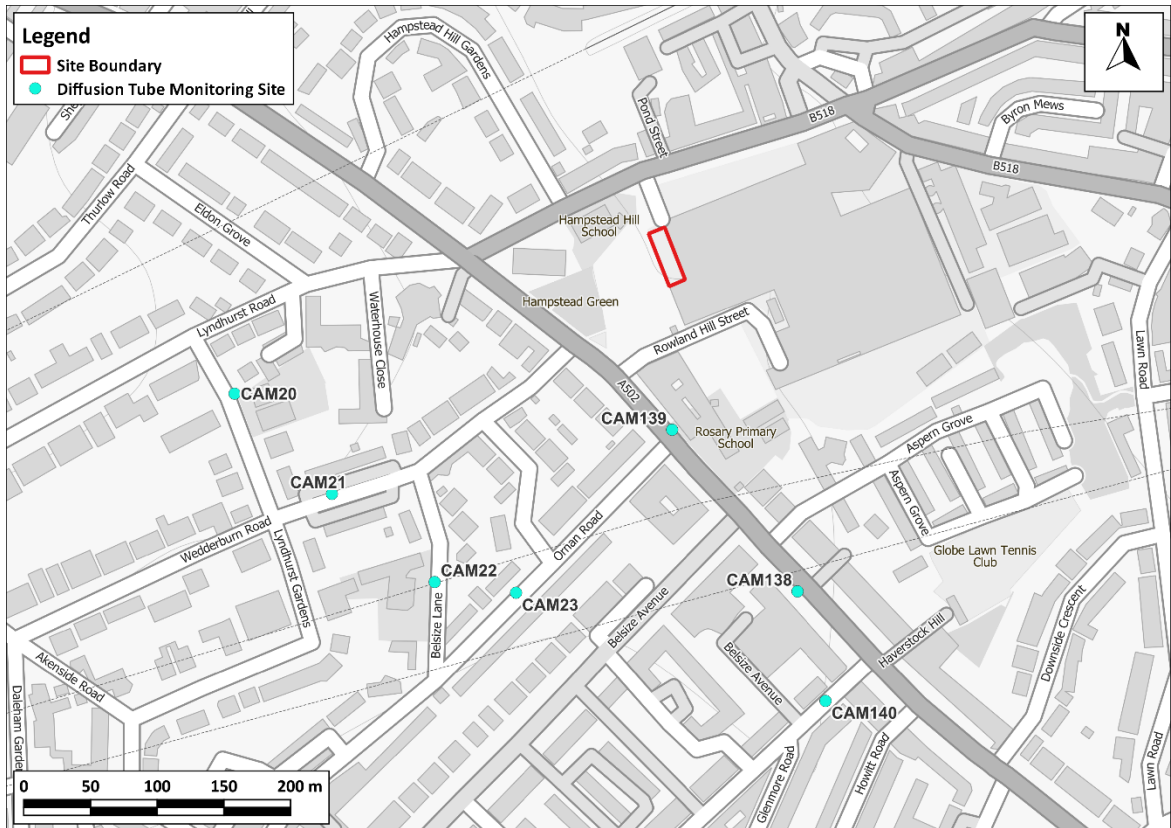 Legend
Site Boundary
Diffusion Tube Monitoring Site
N
Hampstead Hill Gardens
Pond Street
B518
Byron Mews
B518
Thurlow Road
Eldon Grove
Hampstead Hill
School
Hampstead Green
Lyndhurst Road
Waterhouse Close
Rowland Hill Street
A502
Lawn Road
CAM20
CAM139
Rosary Primary
School
Aspern Grove
Aspern Grove
CAM21
Wedderburn Road
Lyndhurst Gardens
Ornan Road
Globe Lawn Tennis
Club
CAM22
CAM23
CAM138
Belsize Lane
Belsize Avenue
Belsize Avenue
Haverstock Hill
Downside Crescent
Akenside Road
CAM140
Glenmore Road
Howitt Road
Lawn Road
0 50 100 150 200 m